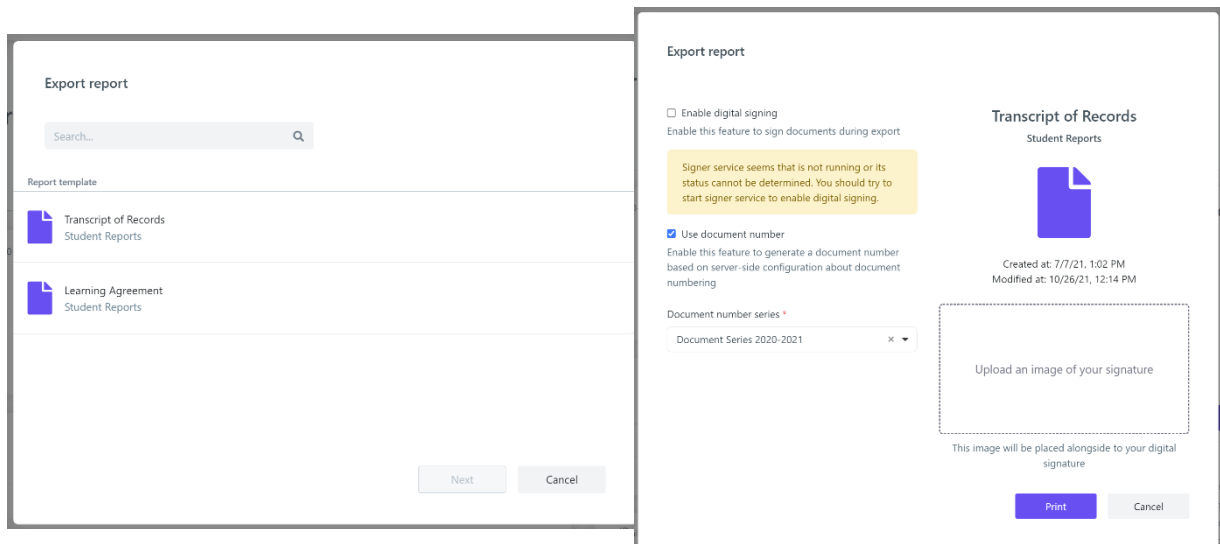 Export report
Search...
Report template
Transcript of Records
Student Reports
Learning Agreement
Student Reports
Next
Cancel
Export report
Enable digital signing
Enable this feature to sign documents during export
Signer service seems that is not running or its
status cannot be determined. You should try to
start signer service to enable digital signing.
Use document number
Enable this feature to generate a document number
based on server-side configuration about document
numbering
Document number series *
Document Series 2020-2021
Transcript of Records
Student Reports
Created at: 7/7/21, 1:02 PM
Modified at: 10/26/21, 12:14 PM
Upload an image of your signature
This image will be placed alongside to your digital
signature
Print
Cancel